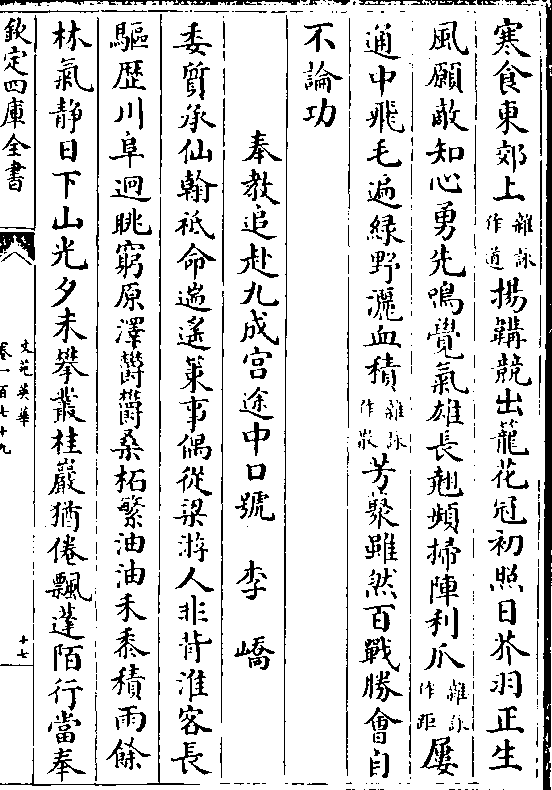 寒食東郊上雜詠作道揚鞲競出籠花冠初照日芥羽正生
風願敵知心勇先鳴覺氣雄長翹頻掃陣利爪雜詠作距屢
通中飛毛遍綠野灑血積雜詠作散芳藂雖然百戰勝會自
不論功
奉教追赴九成宫途中口號　李嶠
委質承仙翰祗命遄遥䇿事偶從梁游人非背淮客長
驅歴川阜迥眺窮原澤鬱鬱桑柘繁油油禾黍積雨餘
林氣静日下山光夕未攀叢桂巖猶倦飄蓬陌行當奉
欽定四庫全書
文苑英華
卷一百七十九
十七